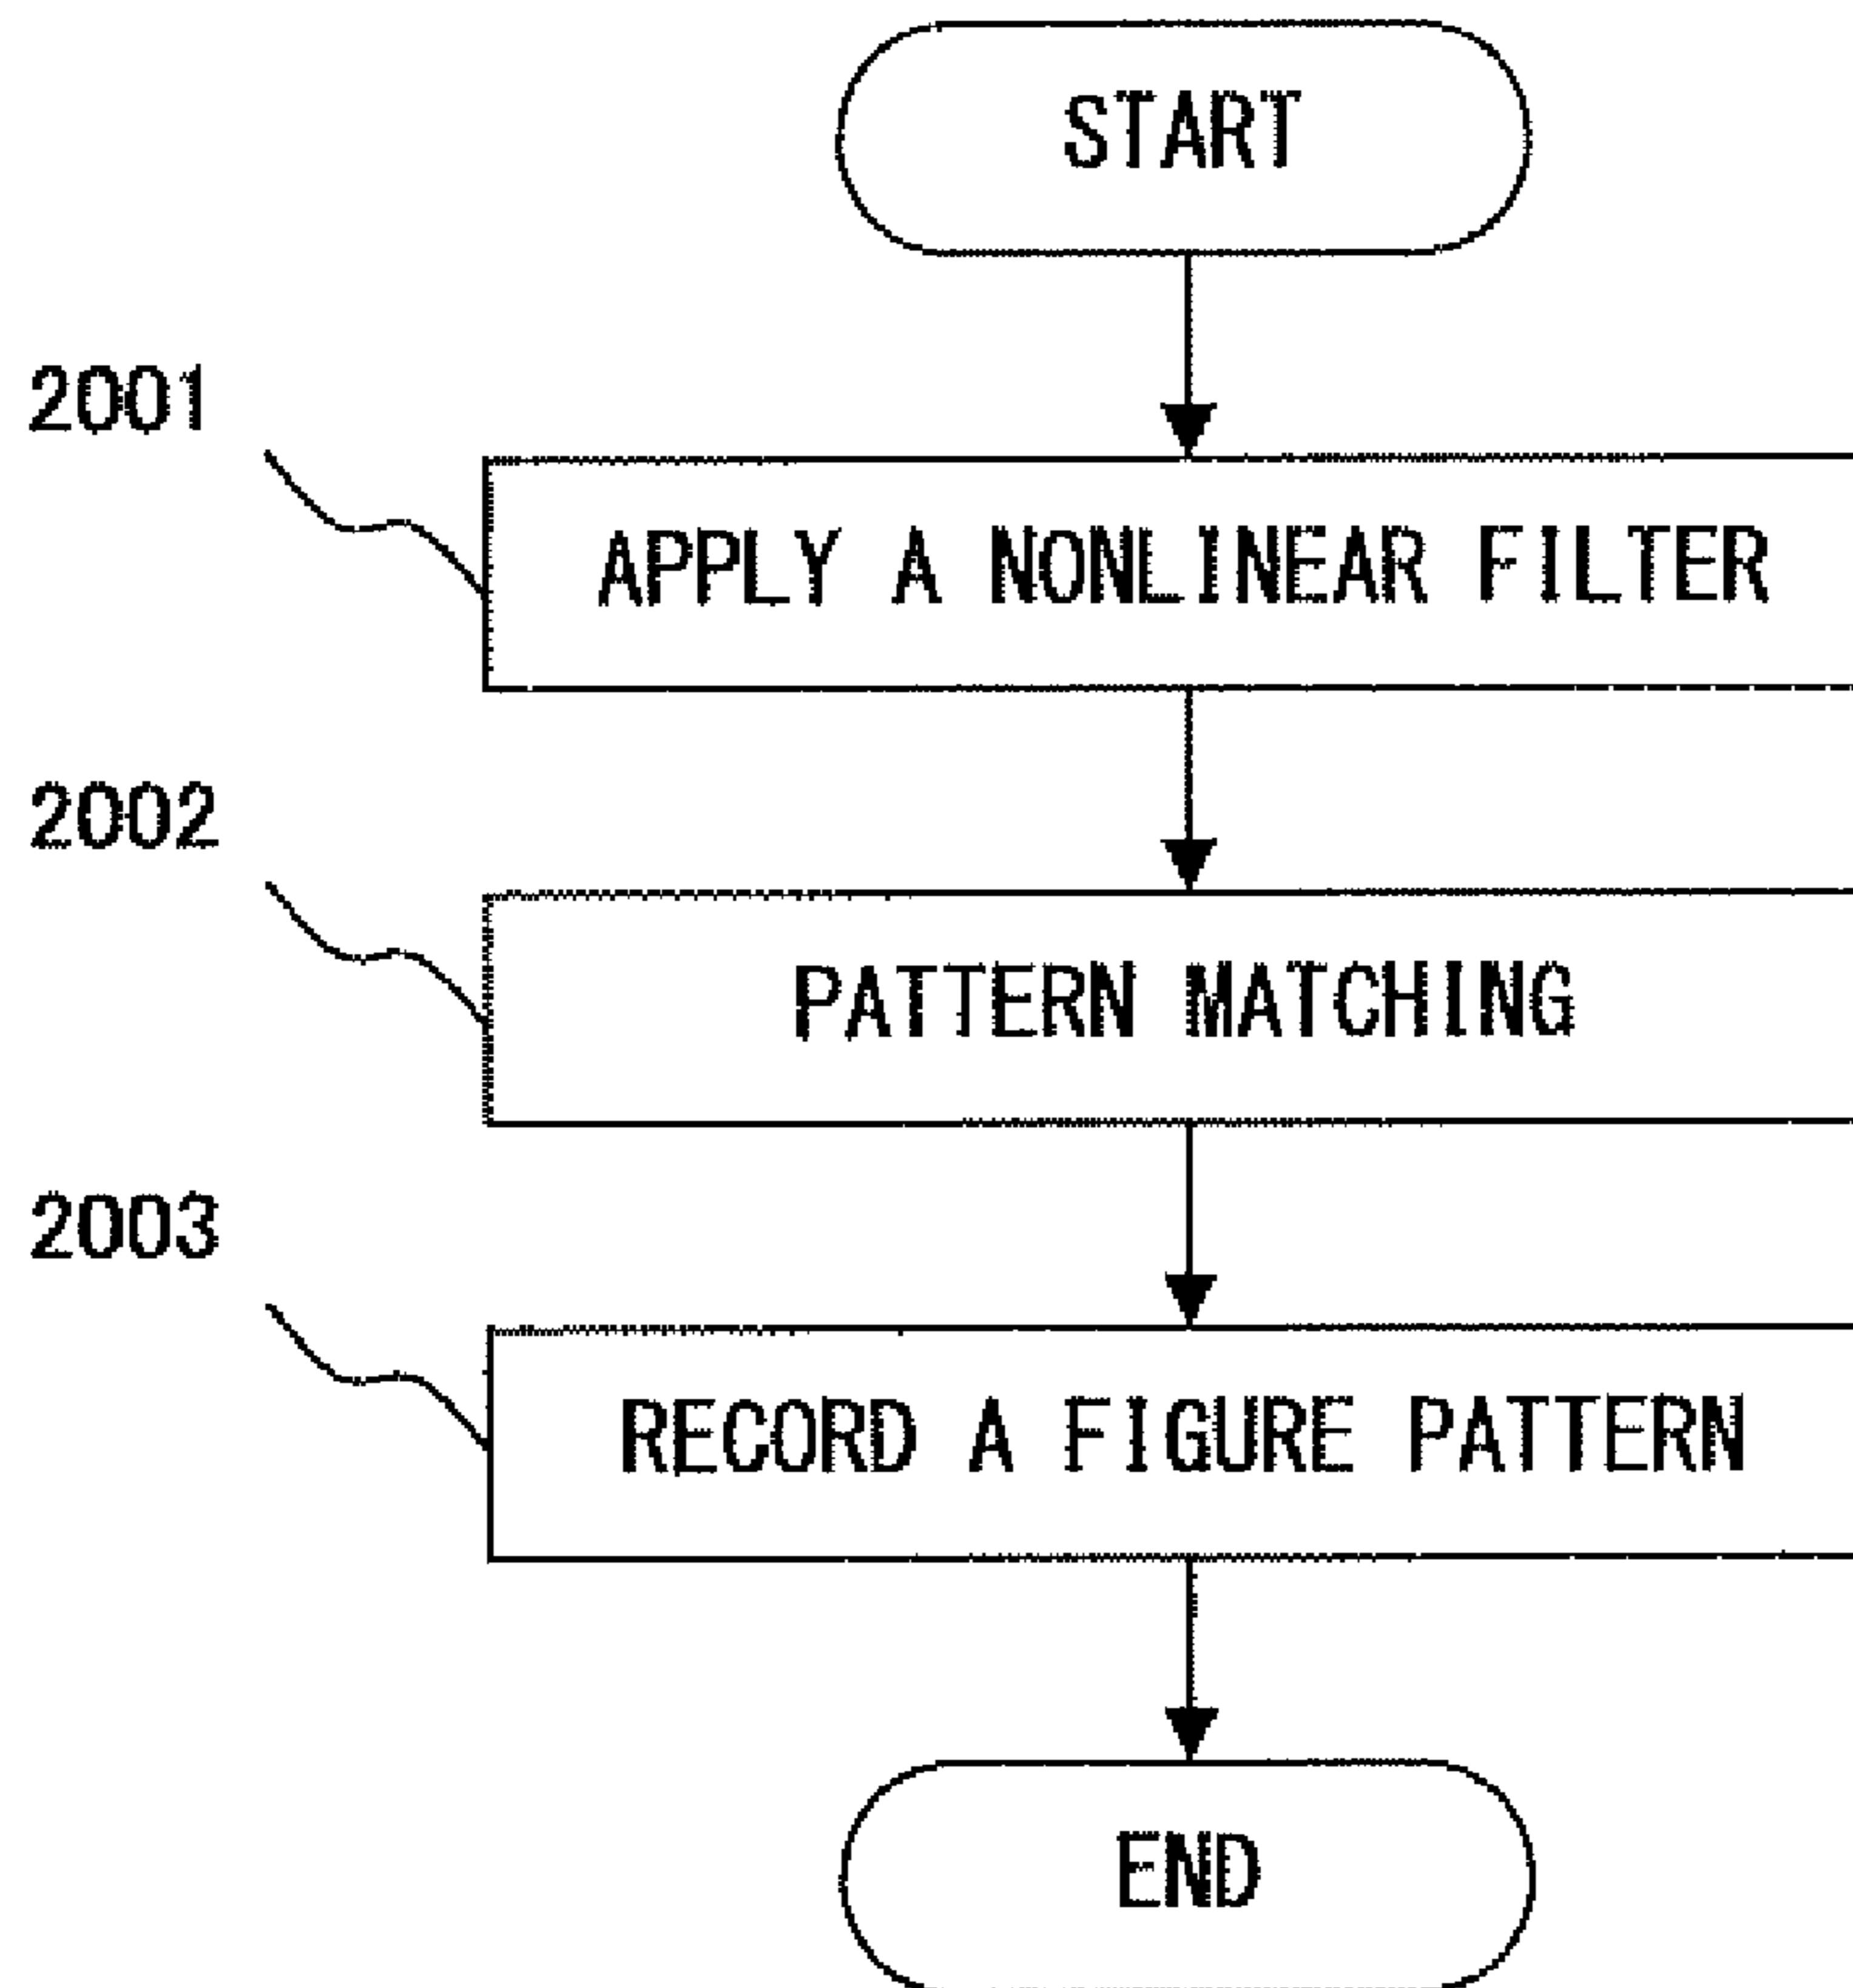 START
2001
APPLY A NONLINEAR FILTER
2002
PATTERN MATCHING
2003
RECORD A FIGURE PATTERN
END